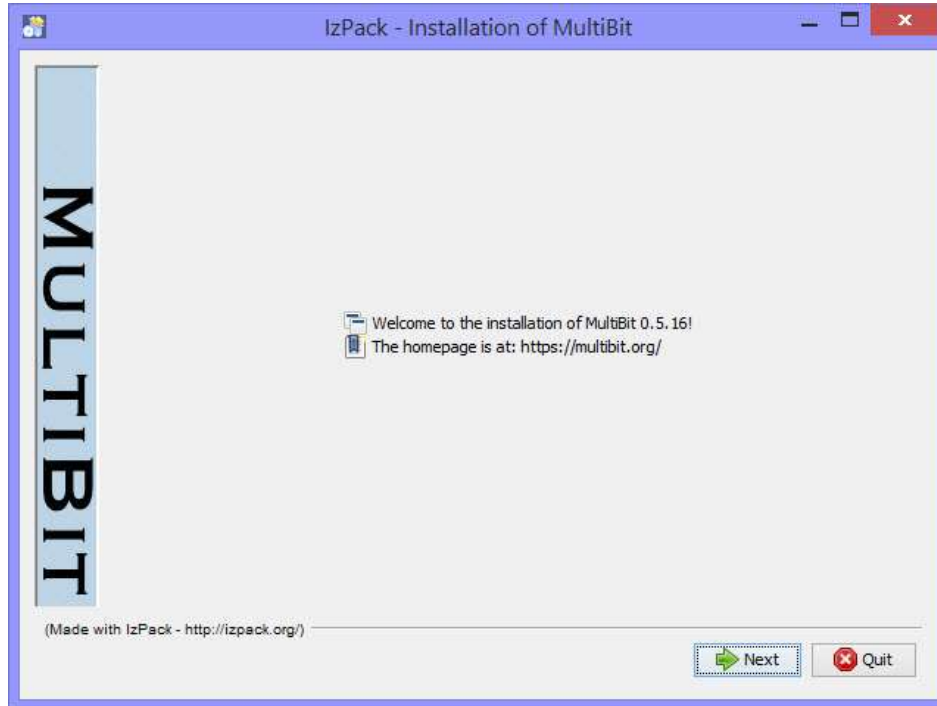 IzPack - Installation of MultiBit
MULTIBIT
Welcome to the installation of MultiBit 0.5.16!
The homepage is at: https://multibit.org/
(Made with IzPack - http://izpack.org/)
Next
Quit